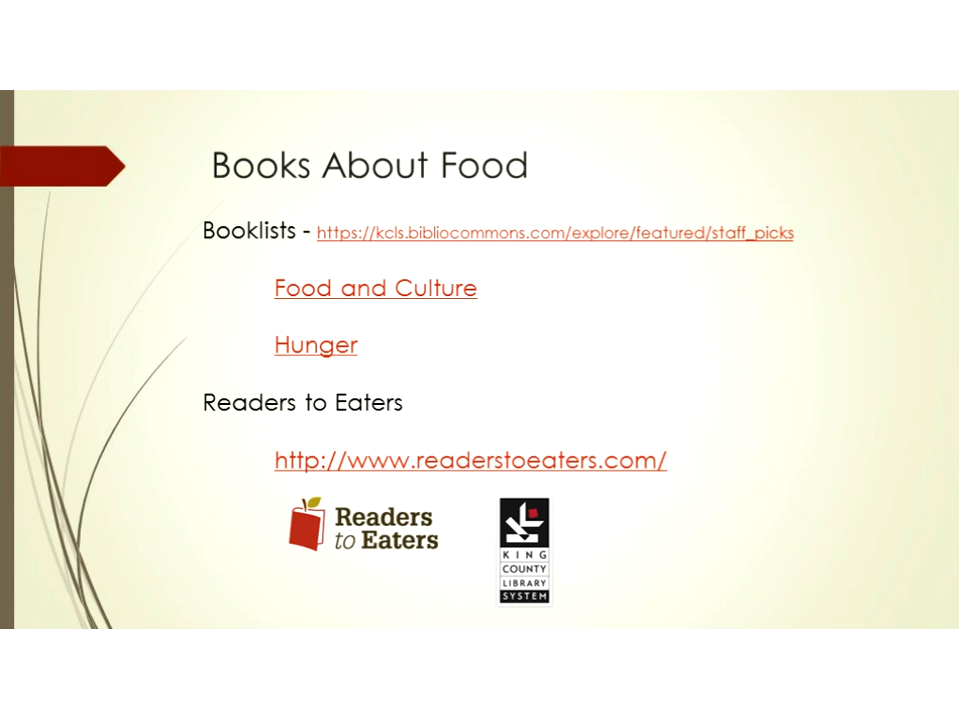 Books About Food
Booklists - https://kcls.bibliocommons.com/explore/featured/staff_picks
Food and Culture
Hunger
Readers to Eaters
http://www.readerstoeaters.com/
Readers
to Eaters
KING
COUNTY
LIBRARY
SYSTEM